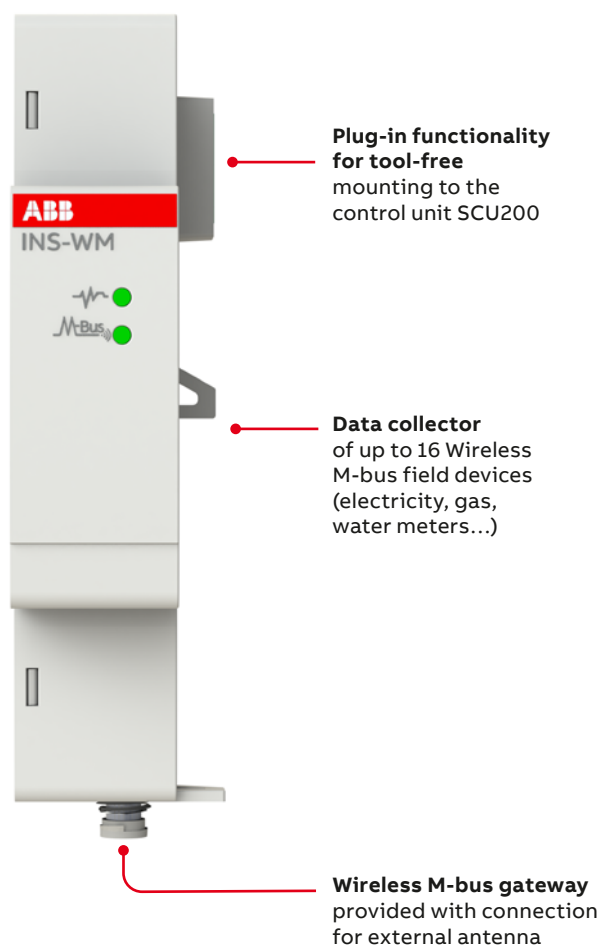 Plug-in functionality
for tool-free
mounting to the
control unit SCU200
ABB
INS-WM
M-Bus
Data collector
of up to 16 Wireless
M-bus field devices
(electricity, gas,
water meters...)
Wireless M-bus gateway
provided with connection
for external antenna